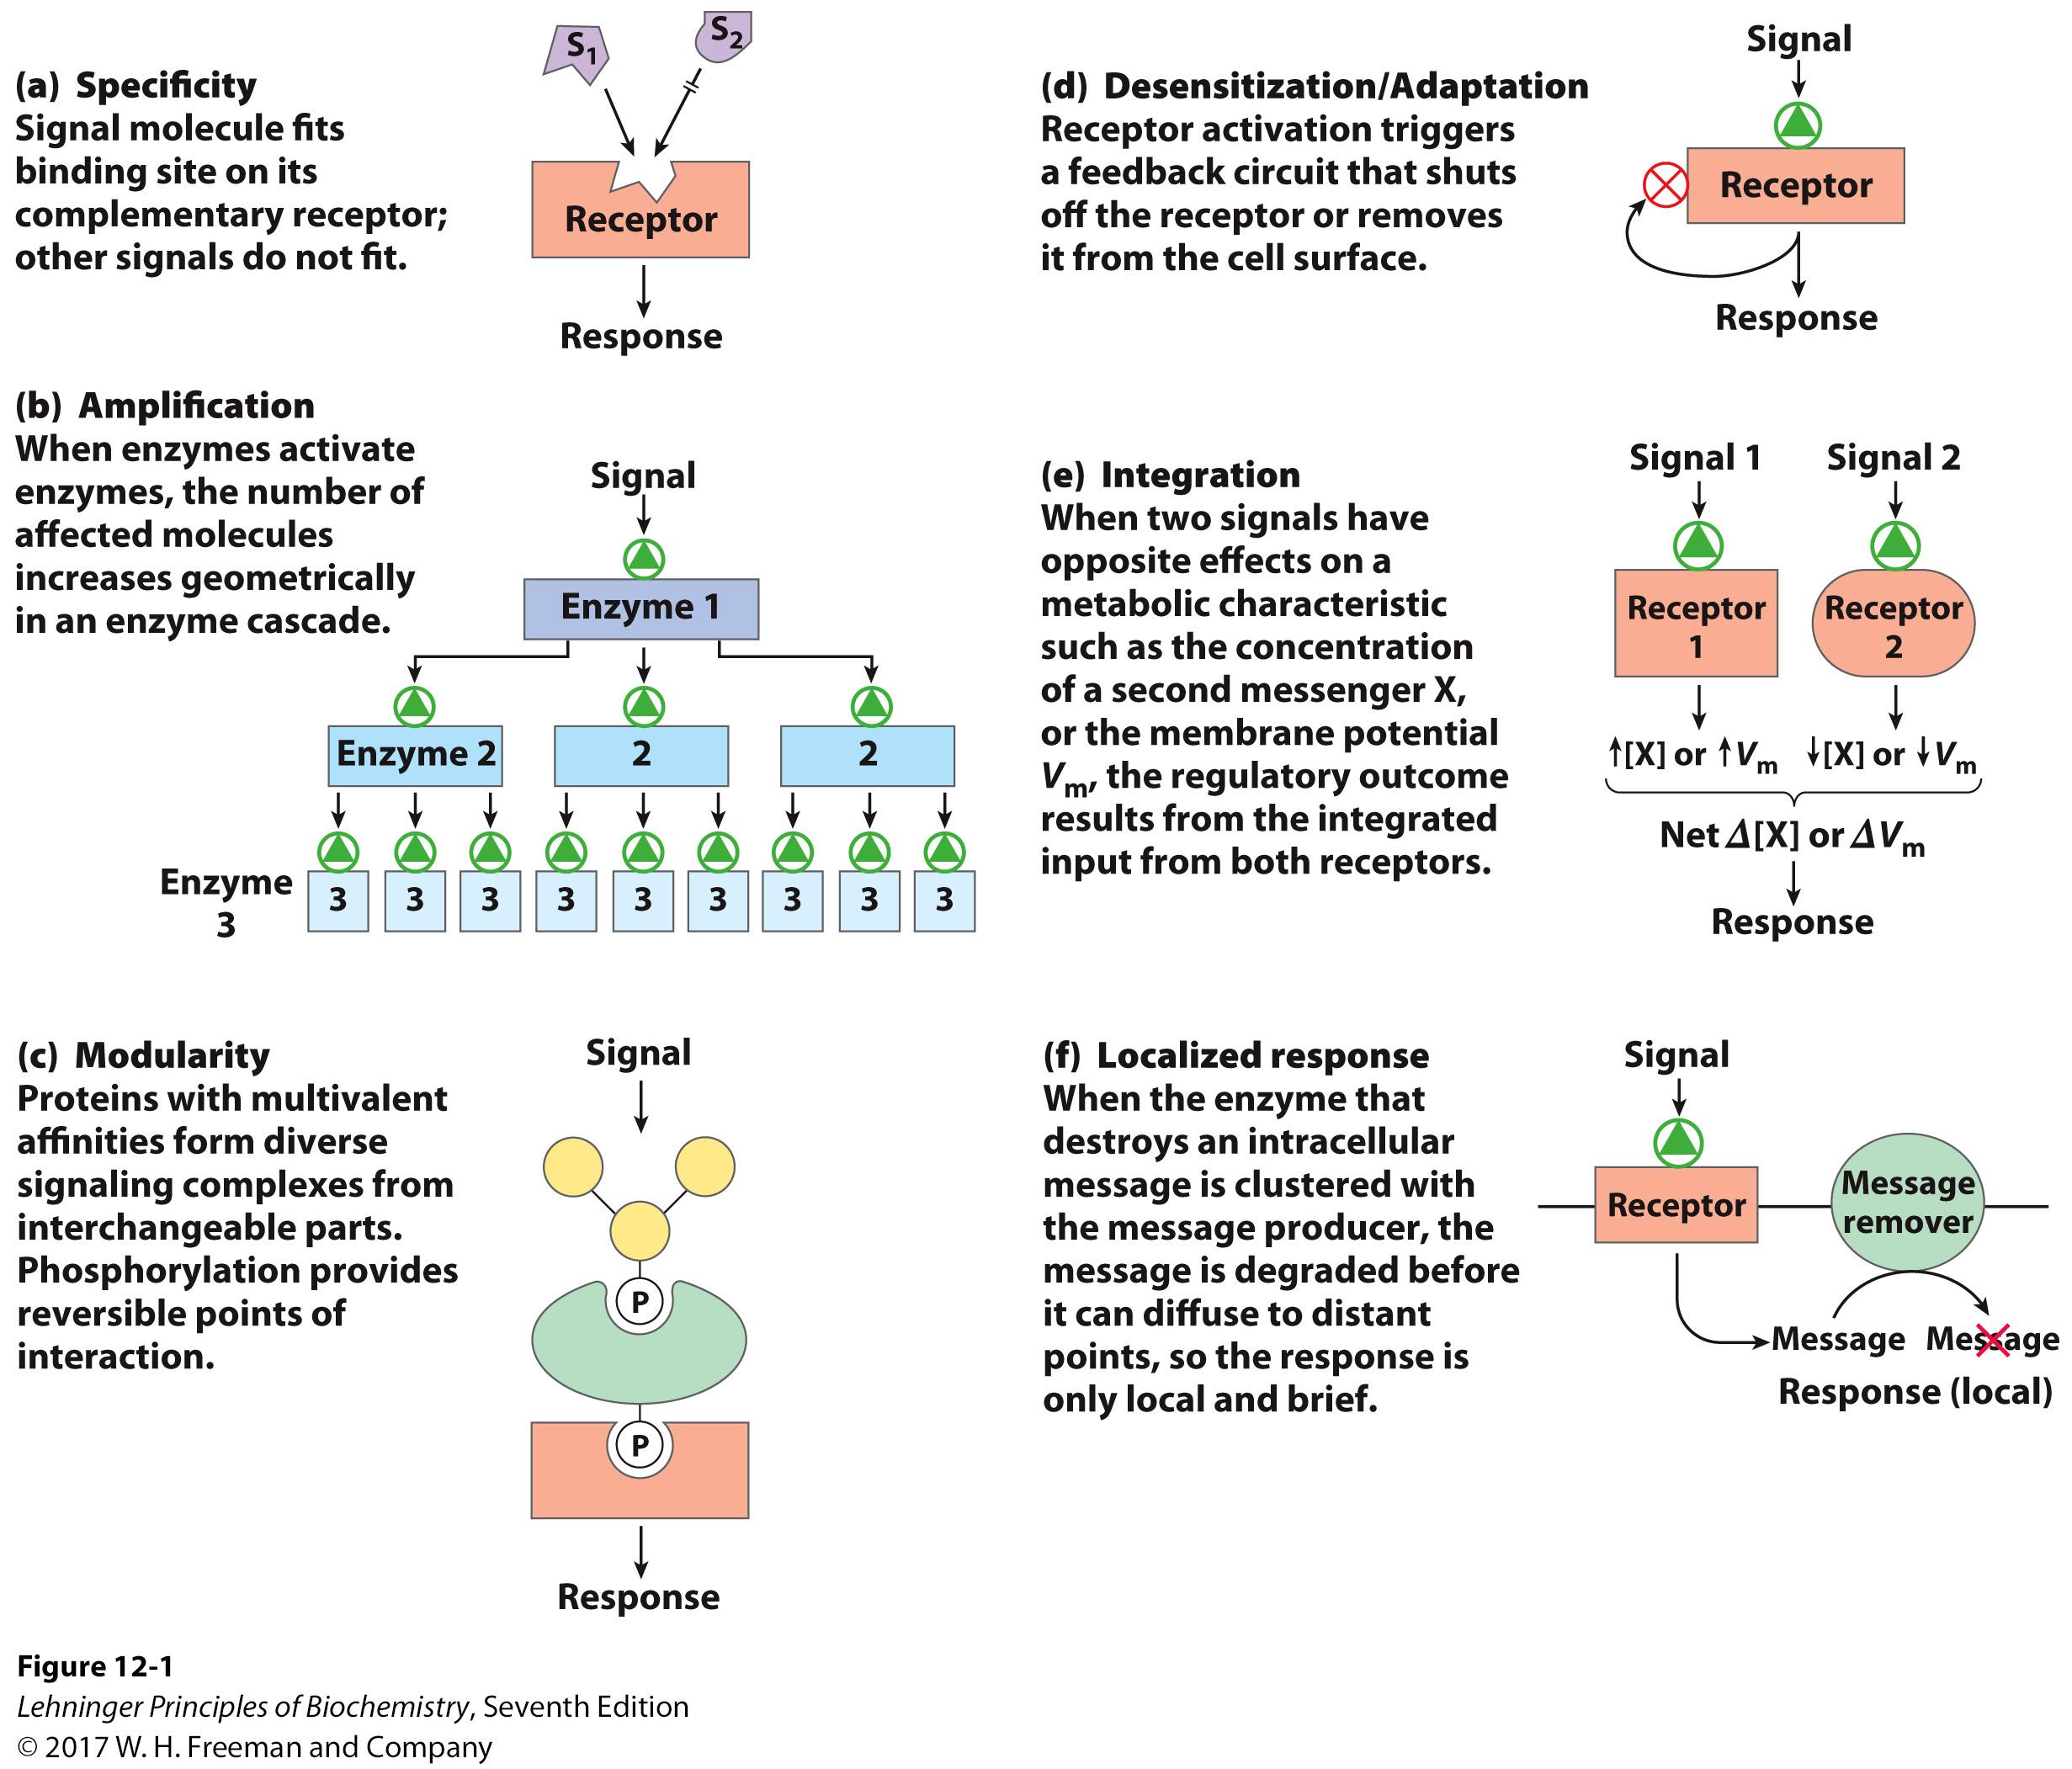 (a) Specificity
Signal molecule fits
binding site on its
complementary receptor;
other signals do not fit.
S1
S2
Receptor
Response
(b) Amplification
When enzymes activate
enzymes, the number of
affected molecules
increases geometrically
in an enzyme cascade.
Signal
Enzyme 1
Enzyme 2 2 2
Enzyme
3
3 3 3 3 3 3 3 3 3
(c) Modularity
Proteins with multivalent
affinities form diverse
signaling complexes from
interchangeable parts.
Phosphorylation provides
reversible points of
interaction.
Signal
P
P
Response
(d) Desensitization/Adaptation
Receptor activation triggers
a feedback circuit that shuts
off the receptor or removes
it from the cell surface.
Signal
Receptor
Response
(e) Integration
When two signals have
opposite effects on a
metabolic characteristic
such as the concentration
of a second messenger X,
or the membrane potential
Vm, the regulatory outcome
results from the integrated
input from both receptors.
Signal 1 Signal 2
Receptor
1
Receptor
2
↑[X] or ↑Vm ↓[X] or ↓Vm
Net Δ[X] or ΔVm
Response
(f) Localized response
When the enzyme that
destroys an intracellular
message is clustered with
the message producer, the
message is degraded before
it can diffuse to distant
points, so the response is
only local and brief.
Signal
Receptor
Message
remover
Message Message
Response (local)
Figure 12-1
Lehninger Principles of Biochemistry, Seventh Edition
© 2017 W. H. Freeman and Company